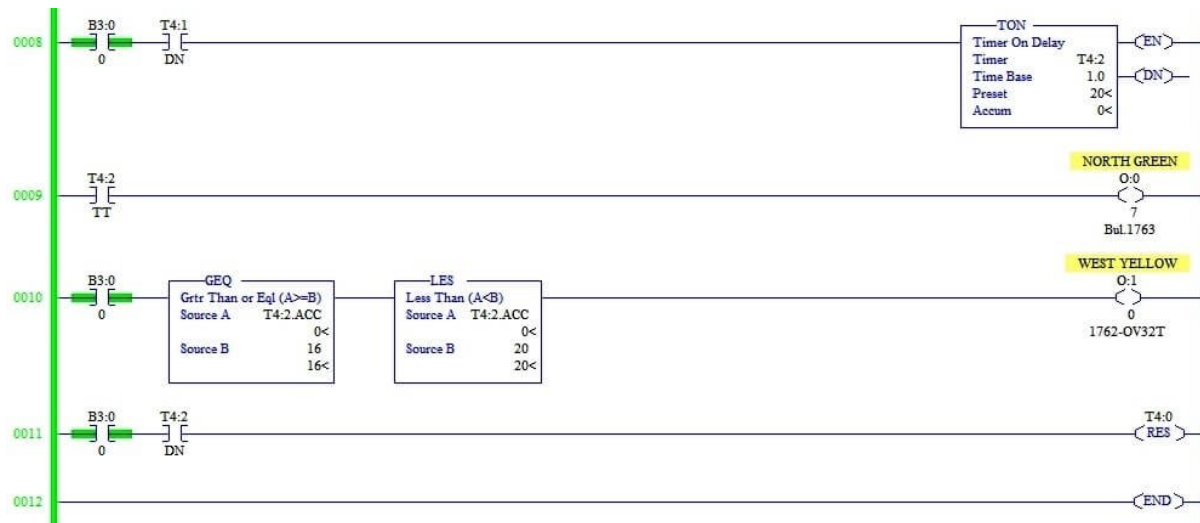 B3:0 T4:1
TON
0008
0 DN
Timer On Delay
Timer T4:2
Time Base 1.0
Preset 20<
Accum 0<
EN
DN
NORTH GREEN
T4:2 O:0
0009
TT 7
Bul.1763
WEST YELLOW
B3:0 O:1
0010
0 0
1762-OV32T
GEQ
Grtr Than or Eql (A>=B)
Source A T4:2.ACC
0<
Source B 16
16<
LES
Less Than (A<B)
Source A T4:2.ACC
0<
Source B 20
20<
B3:0 T4:2 T4:0
0011 RES
0 DN
0012 END